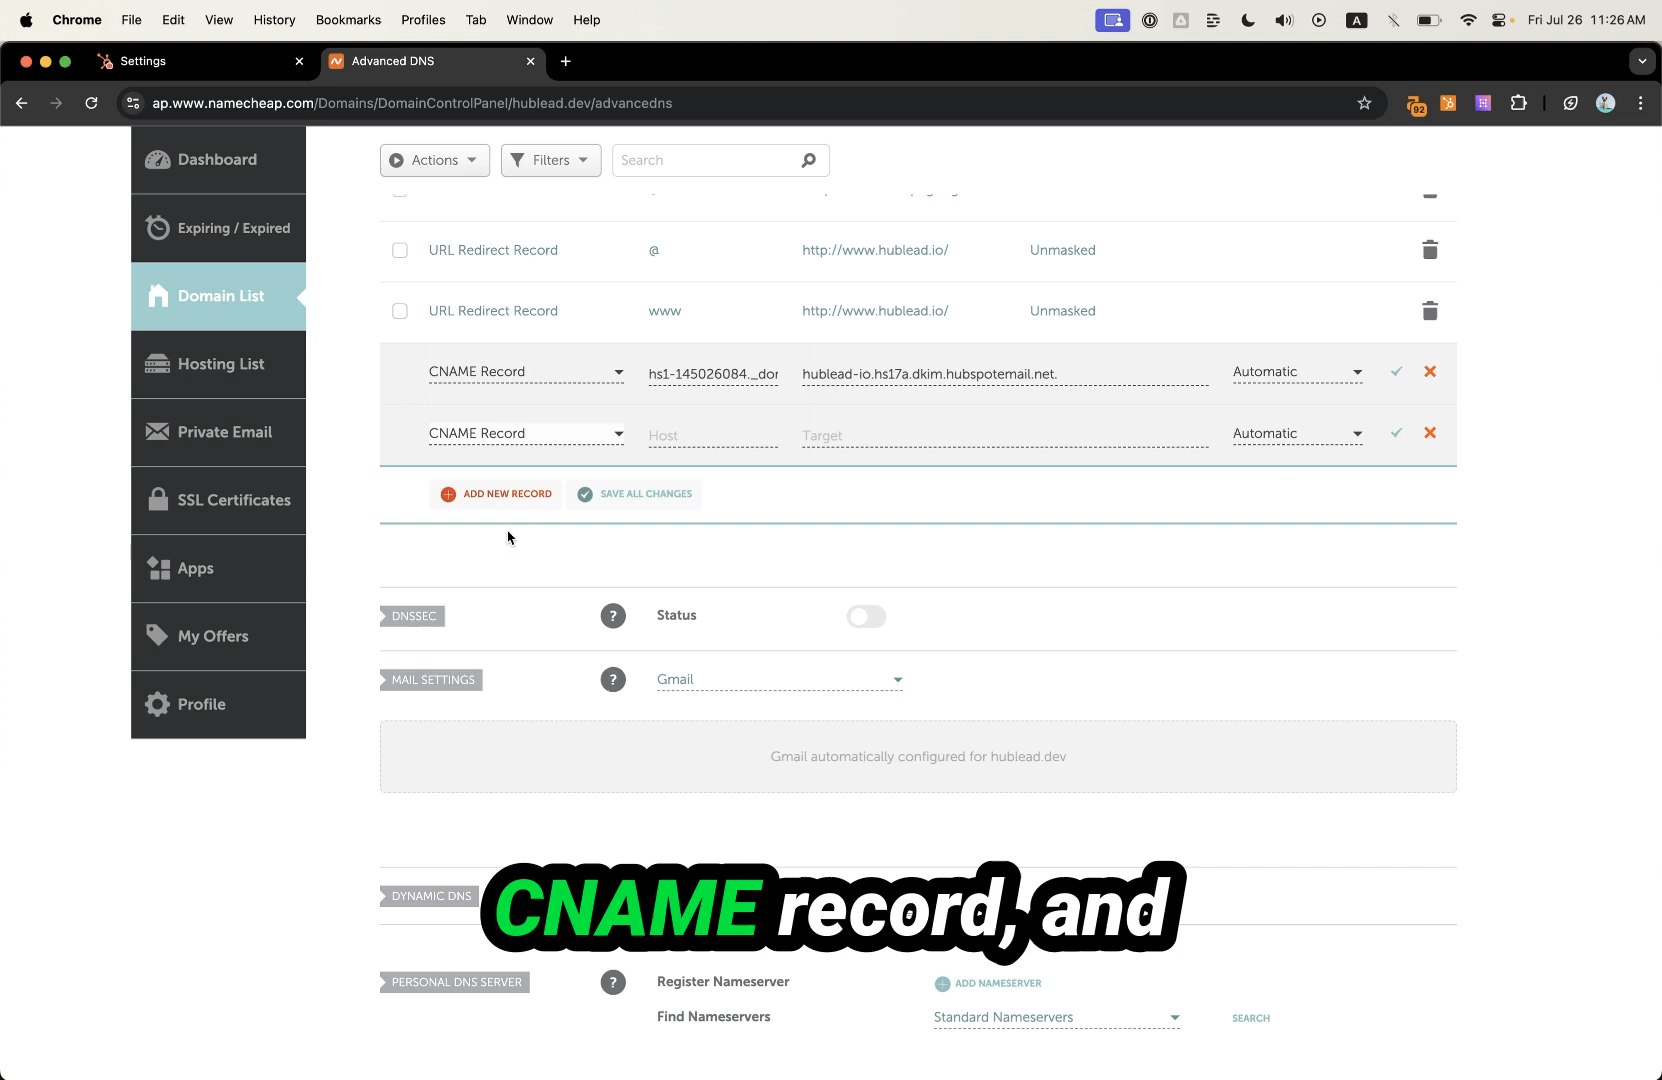 Chrome File Edit View History Bookmarks Profiles Tab Window Help A Fri Jul 26 11:26 AM
Settings Advanced DNS
ap.www.namecheap.com/Domains/DomainControlPanel/hublead.dev/advancedns 92
Dashboard
Expiring / Expired
Domain List
Hosting List
Private Email
SSL Certificates
Apps
My Offers
Profile
Actions Filters Search
URL Redirect Record @ http://www.hublead.io/ Unmasked
URL Redirect Record www http://www.hublead.io/ Unmasked
CNAME Record hs1-145026084._dor hublead-io.hs17a.dkim.hubspotemail.net. Automatic
CNAME Record Host Target Automatic
ADD NEW RECORD SAVE ALL CHANGES
DNSSEC ? Status
MAIL SETTINGS ? Gmail
Gmail automatically configured for hublead.dev
DYNAMIC DNS
CNAME record, and
PERSONAL DNS SERVER ? Register Nameserver ADD NAMESERVER
Find Nameservers Standard Nameservers SEARCH